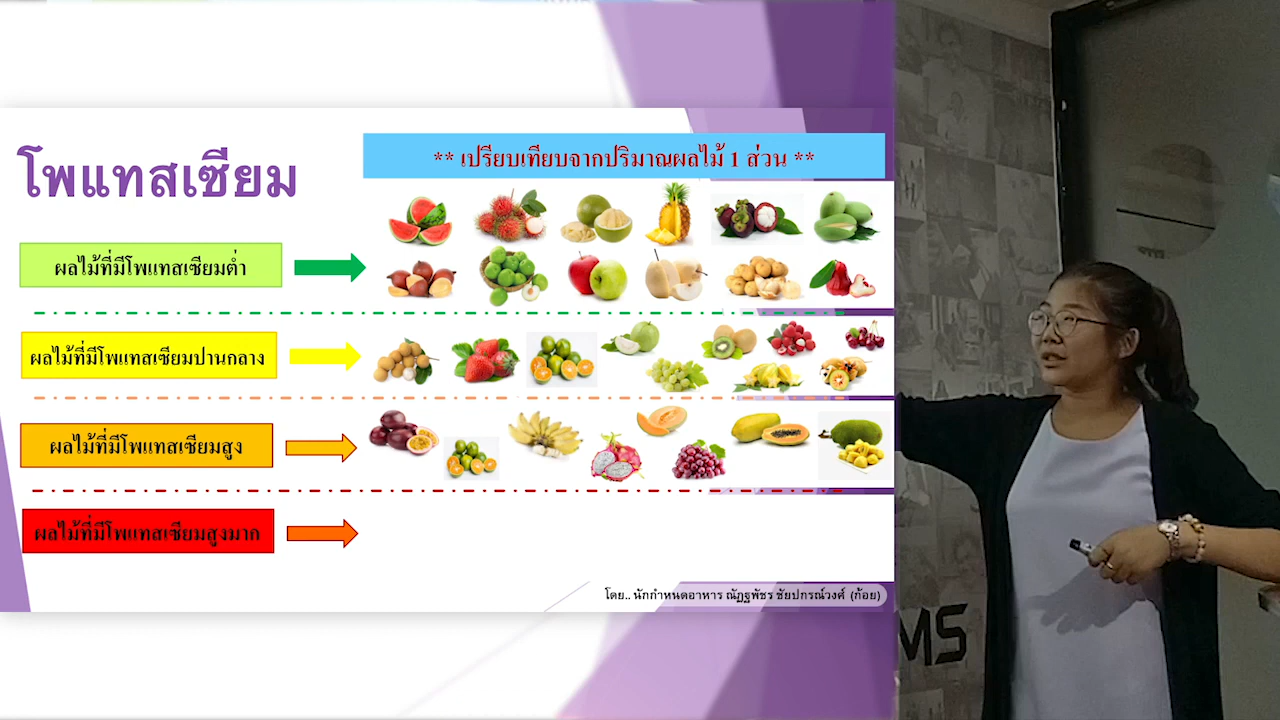 โพแทสเซียม
** เปรียบเทียบจากปริมาณผลไม้ 1 ส่วน **
ผลไม้ที่มีโพแทสเซียมต่ำ
ผลไม้ที่มีโพแทสเซียมปานกลาง
ผลไม้ที่มีโพแทสเซียมสูง
ผลไม้ที่มีโพแทสเซียมสูงมาก
โดย.. นักกำหนดอาหาร ณัฏฐพัชร ชัยปกรณ์วงศ์ (ก้อย)
MS